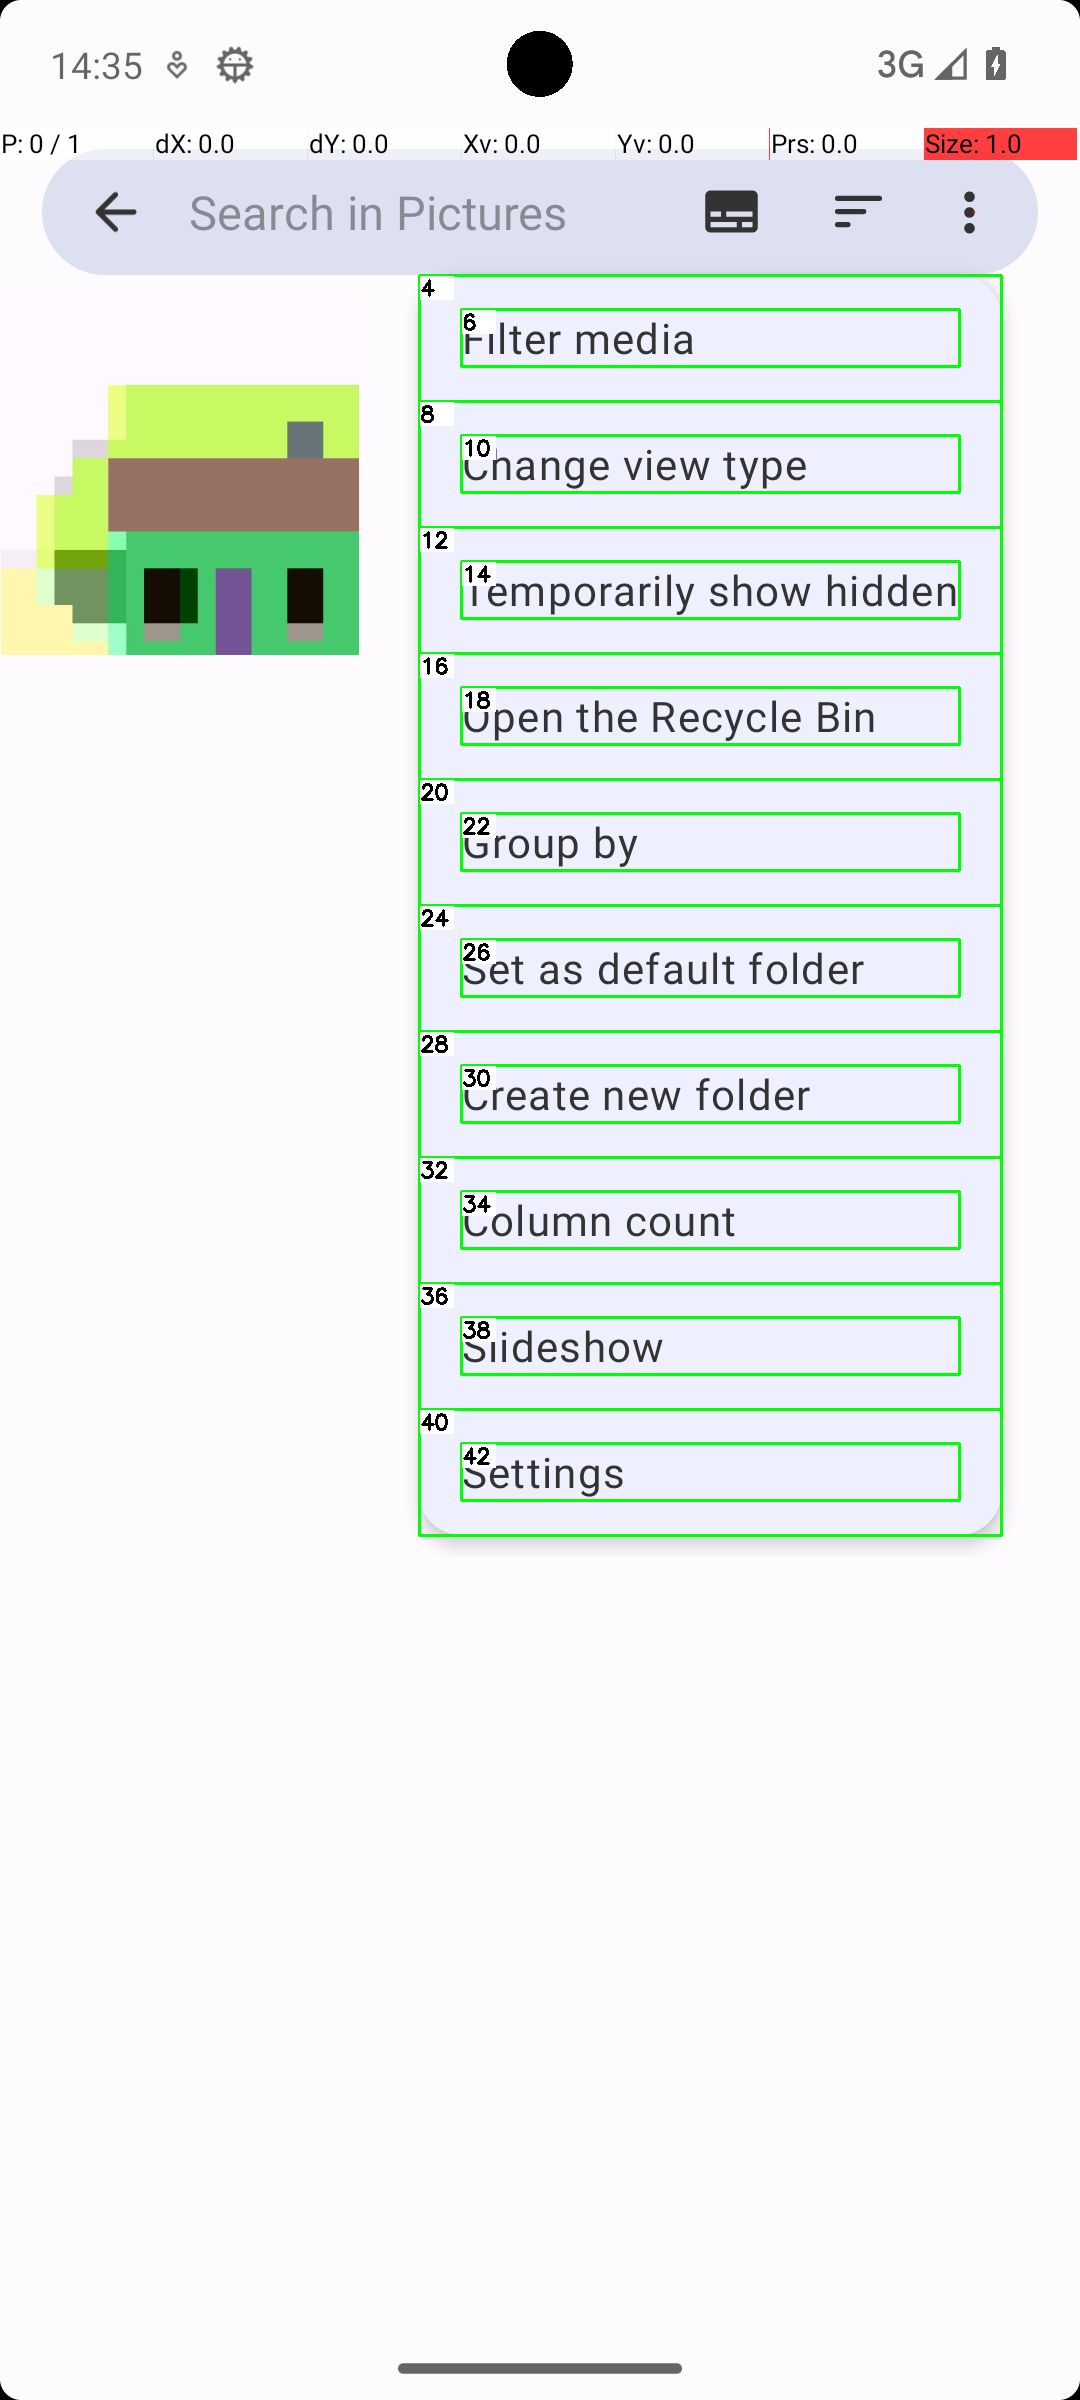 14:35
3G
P: 0 / 1 dX: 0.0 dY: 0.0 Xv: 0.0 Yv: 0.0 Prs: 0.0 Size: 1.0
Search in Pictures
4
6
Filter media
8
10
Change view type
12
14
Temporarily show hidden
16
18
Open the Recycle Bin
20
22
Group by
24
26
Set as default folder
28
30
Create new folder
32
34
Column count
36
38
Slideshow
40
42
Settings